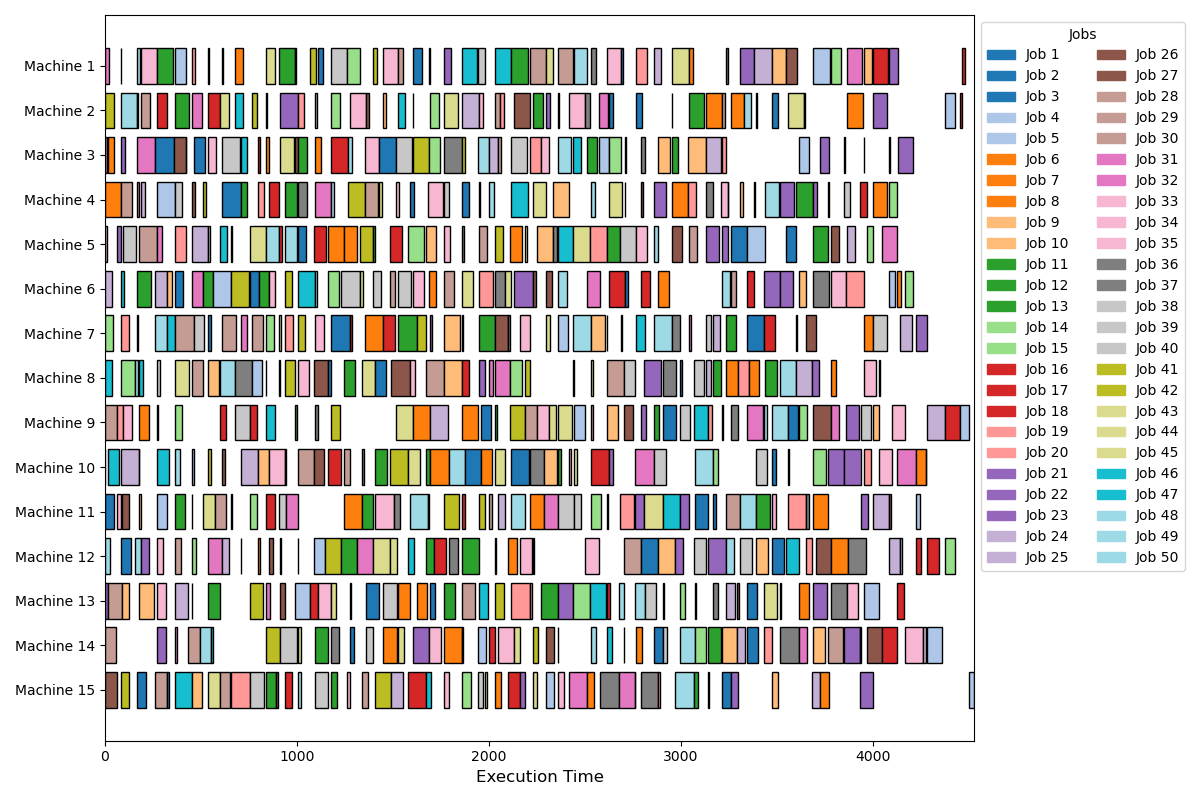 Machine 1
Machine 2
Machine 3
Machine 4
Machine 5
Machine 6
Machine 7
Machine 8
Machine 9
Machine 10
Machine 11
Machine 12
Machine 13
Machine 14
Machine 15
0 1000 2000 3000 4000
Execution Time
Jobs
Job 1
Job 2
Job 3
Job 4
Job 5
Job 6
Job 7
Job 8
Job 9
Job 10
Job 11
Job 12
Job 13
Job 14
Job 15
Job 16
Job 17
Job 18
Job 19
Job 20
Job 21
Job 22
Job 23
Job 24
Job 25
Job 26
Job 27
Job 28
Job 29
Job 30
Job 31
Job 32
Job 33
Job 34
Job 35
Job 36
Job 37
Job 38
Job 39
Job 40
Job 41
Job 42
Job 43
Job 44
Job 45
Job 46
Job 47
Job 48
Job 49
Job 50